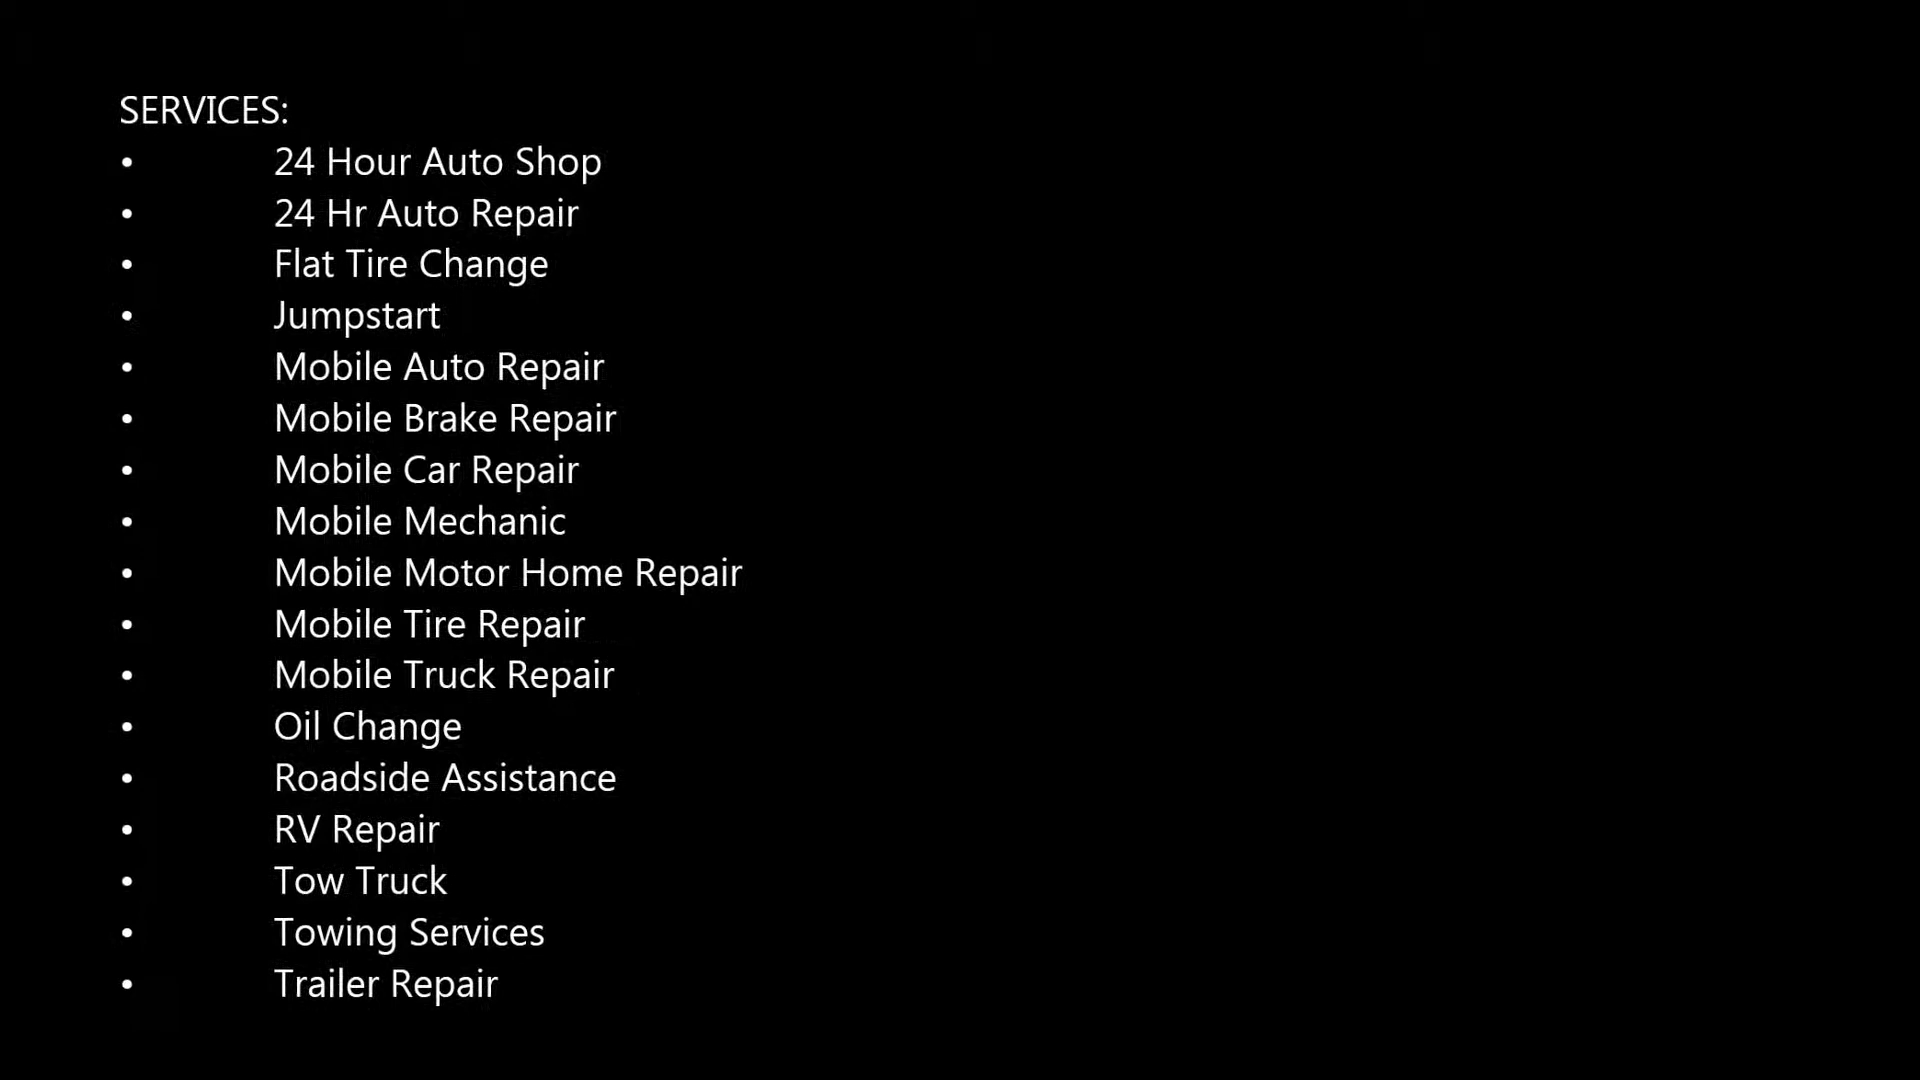 SERVICES:
• 24 Hour Auto Shop
• 24 Hr Auto Repair
• Flat Tire Change
• Jumpstart
• Mobile Auto Repair
• Mobile Brake Repair
• Mobile Car Repair
• Mobile Mechanic
• Mobile Motor Home Repair
• Mobile Tire Repair
• Mobile Truck Repair
• Oil Change
• Roadside Assistance
• RV Repair
• Tow Truck
• Towing Services
• Trailer Repair